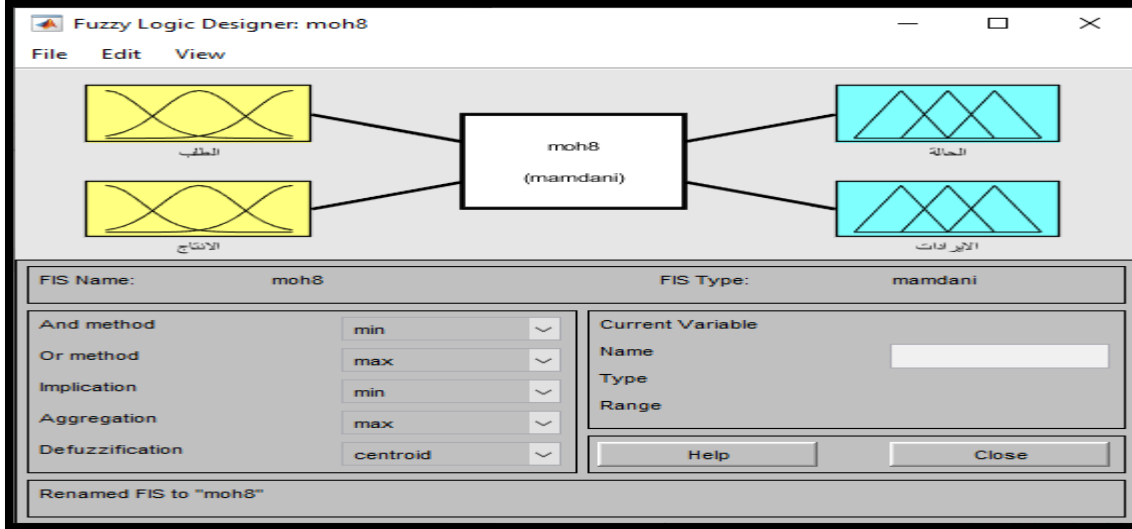 Fuzzy Logic Designer: moh8
File Edit View
الطلب
الانتاج
moh8
(mamdani)
الحالة
الايرادات
FIS Name: moh8 FIS Type: mamdani
And method min
Or method max
Implication min
Aggregation max
Defuzzification centroid
Current Variable
Name
Type
Range
Help Close
Renamed FIS to "moh8"